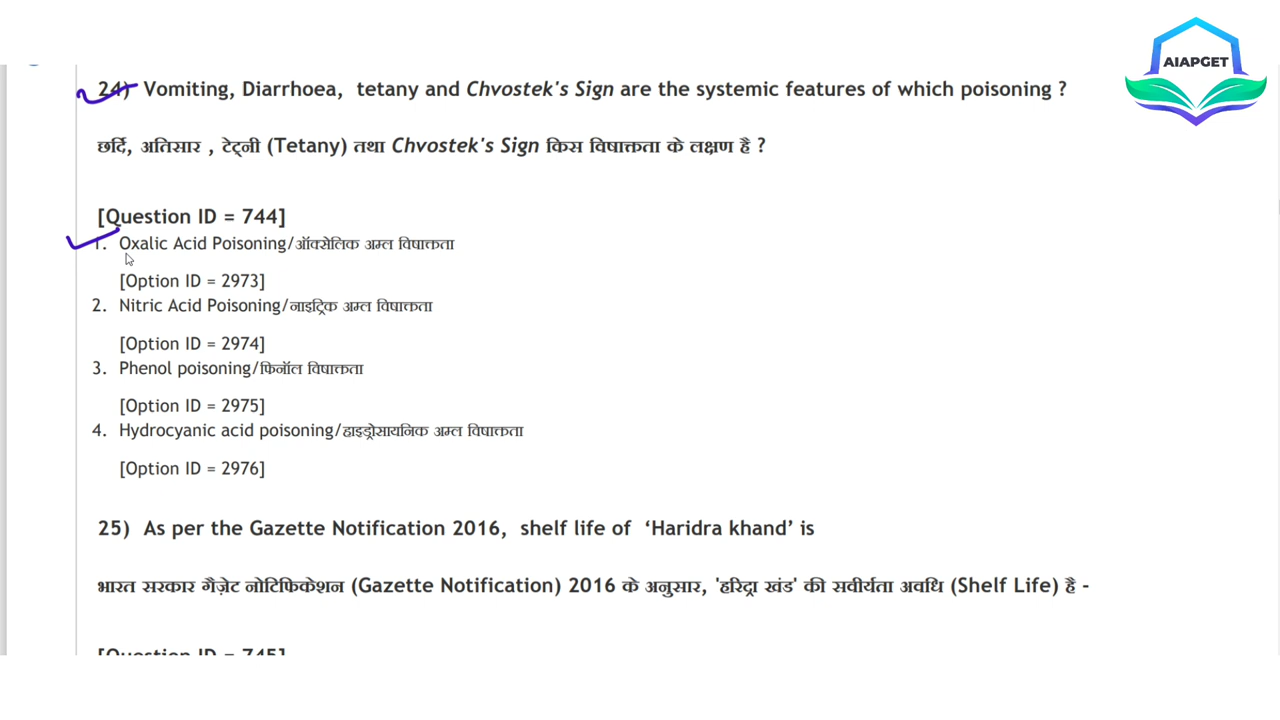 AIAPGET
24) Vomiting, Diarrhoea, tetany and Chvostek's Sign are the systemic features of which poisoning ?
छर्दि, अतिसार , टेट्नी (Tetany) तथा Chvostek's Sign किस विषाक्तता के लक्षण है ?
[Question ID = 744]
1. Oxalic Acid Poisoning/ऑक्सेलिक अम्ल विषाक्तता
[Option ID = 2973]
2. Nitric Acid Poisoning/नाइट्रिक अम्ल विषाक्तता
[Option ID = 2974]
3. Phenol poisoning/फिनॉल विषाक्तता
[Option ID = 2975]
4. Hydrocyanic acid poisoning/हाइड्रोसायनिक अम्ल विषाक्तता
[Option ID = 2976]
25) As per the Gazette Notification 2016, shelf life of ‘Haridra khand’ is
भारत सरकार गैज़ेट नोटिफिकेशन (Gazette Notification) 2016 के अनुसार, 'हरिद्रा खंड' की सवीर्यता अवधि (Shelf Life) है -
[Question ID = 745]